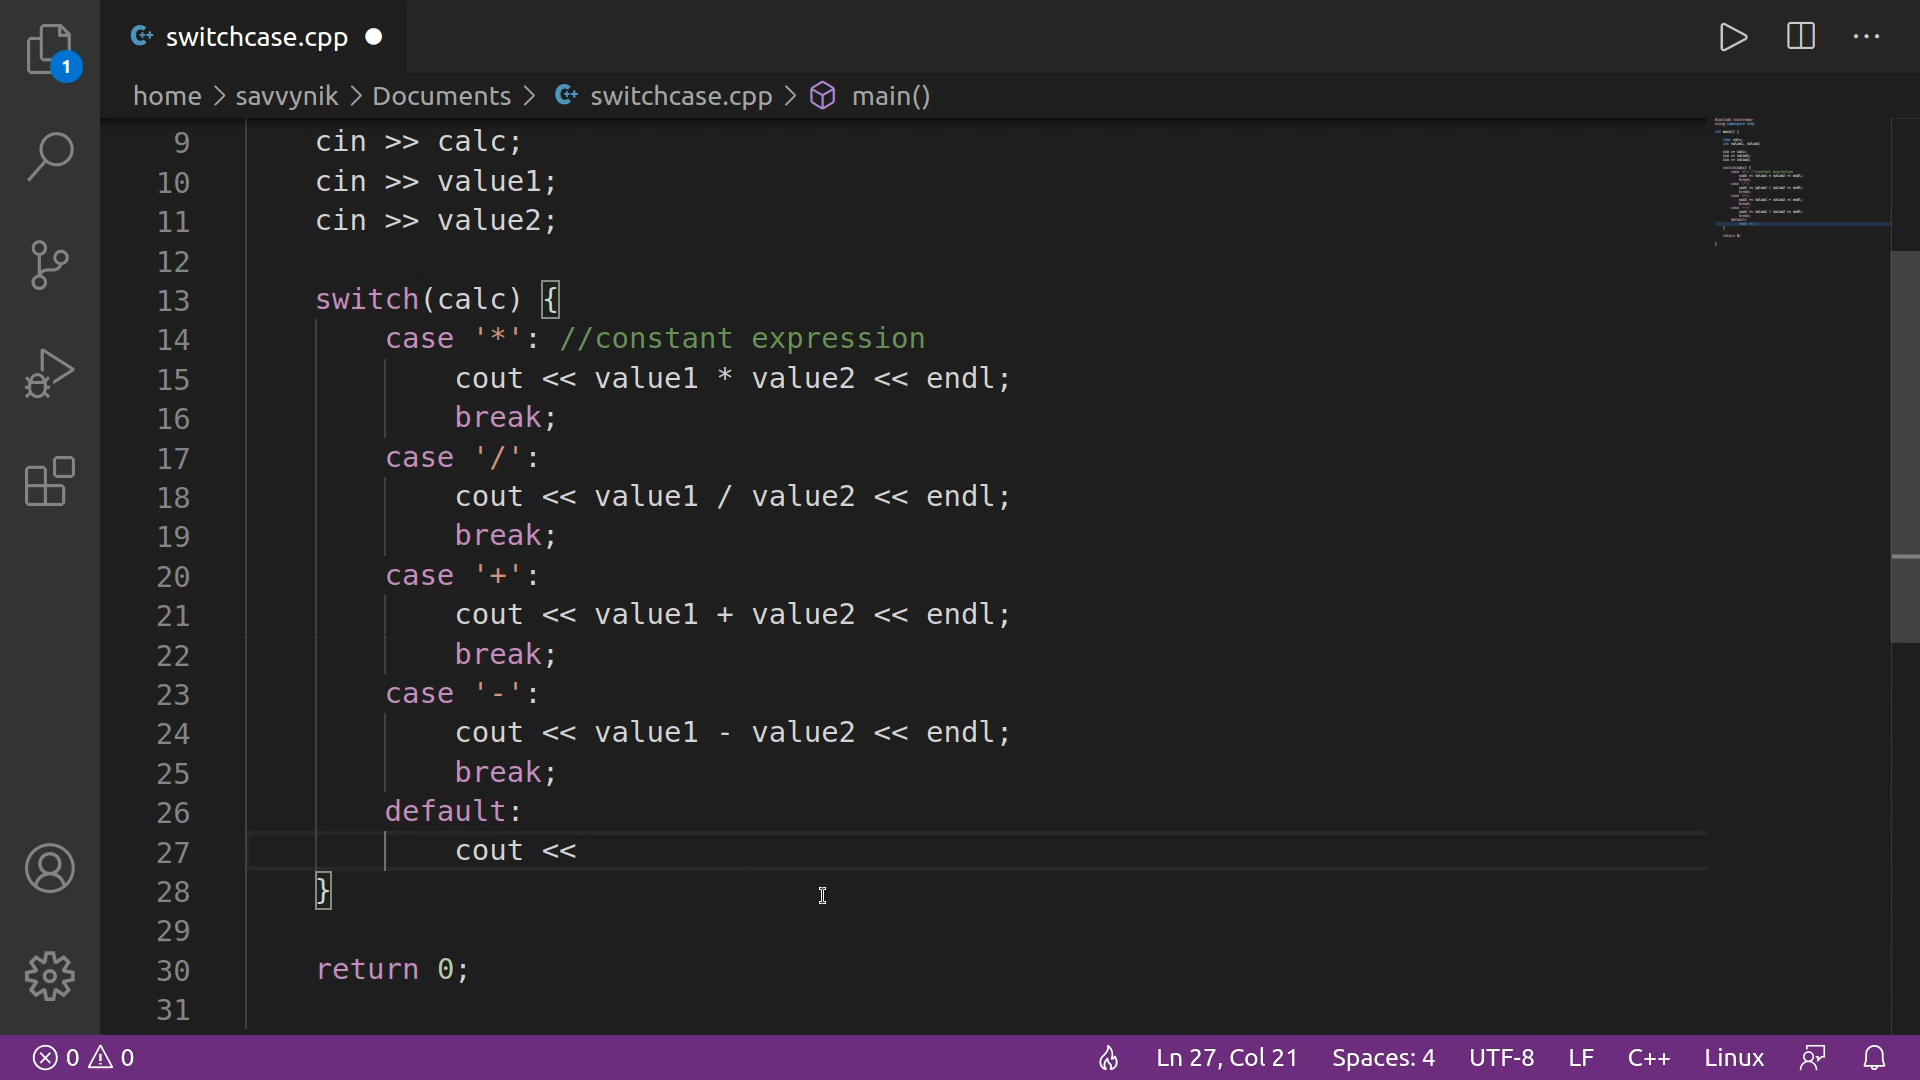 switchcase.cpp
1
home > savvynik > Documents > switchcase.cpp > main()
9 cin >> calc;
10 cin >> value1;
11 cin >> value2;
12
13 switch(calc) {
14 case '*': //constant expression
15 cout << value1 * value2 << endl;
16 break;
17 case '/':
18 cout << value1 / value2 << endl;
19 break;
20 case '+':
21 cout << value1 + value2 << endl;
22 break;
23 case '-':
24 cout << value1 - value2 << endl;
25 break;
26 default:
27 cout <<
28 }
29
30 return 0;
31
0 0 Ln 27, Col 21 Spaces: 4 UTF-8 LF C++ Linux